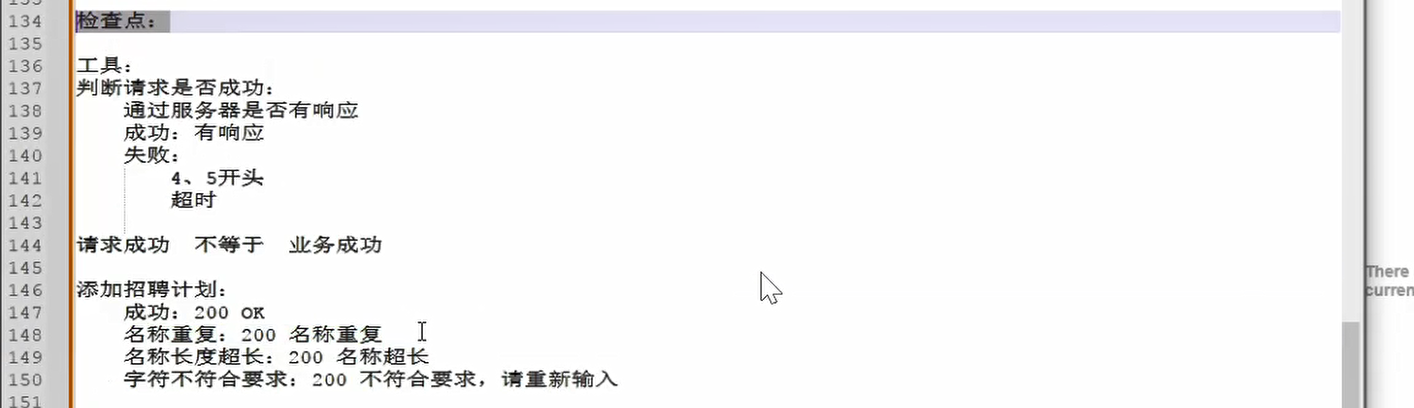 134 检查点：
135
136 工具：
137 判断请求是否成功：
138 通过服务器是否有响应
139 成功：有响应
140 失败：
141 4、5开头
142 超时
143
144 请求成功 不等于 业务成功
145
146 添加招聘计划：
147 成功：200 OK
148 名称重复：200 名称重复
149 名称长度超长：200 名称超长
150 字符不符合要求：200 不符合要求，请重新输入
151
There
curren